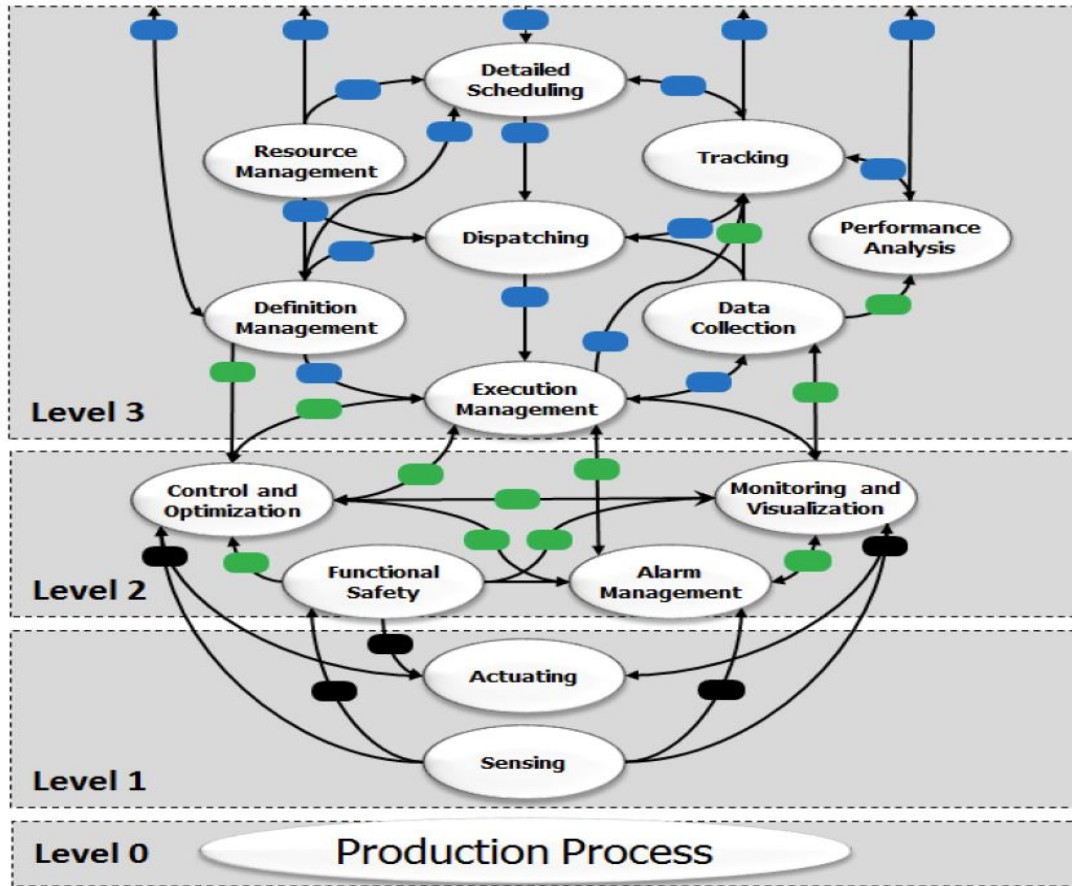 Detailed
Scheduling
Resource
Management
Tracking
Dispatching
Performance
Analysis
Definition
Management
Data
Collection
Execution
Management
Level 3
Control and
Optimization
Monitoring and
Visualization
Functional
Safety
Alarm
Management
Level 2
Actuating
Sensing
Level 1
Level 0
Production Process